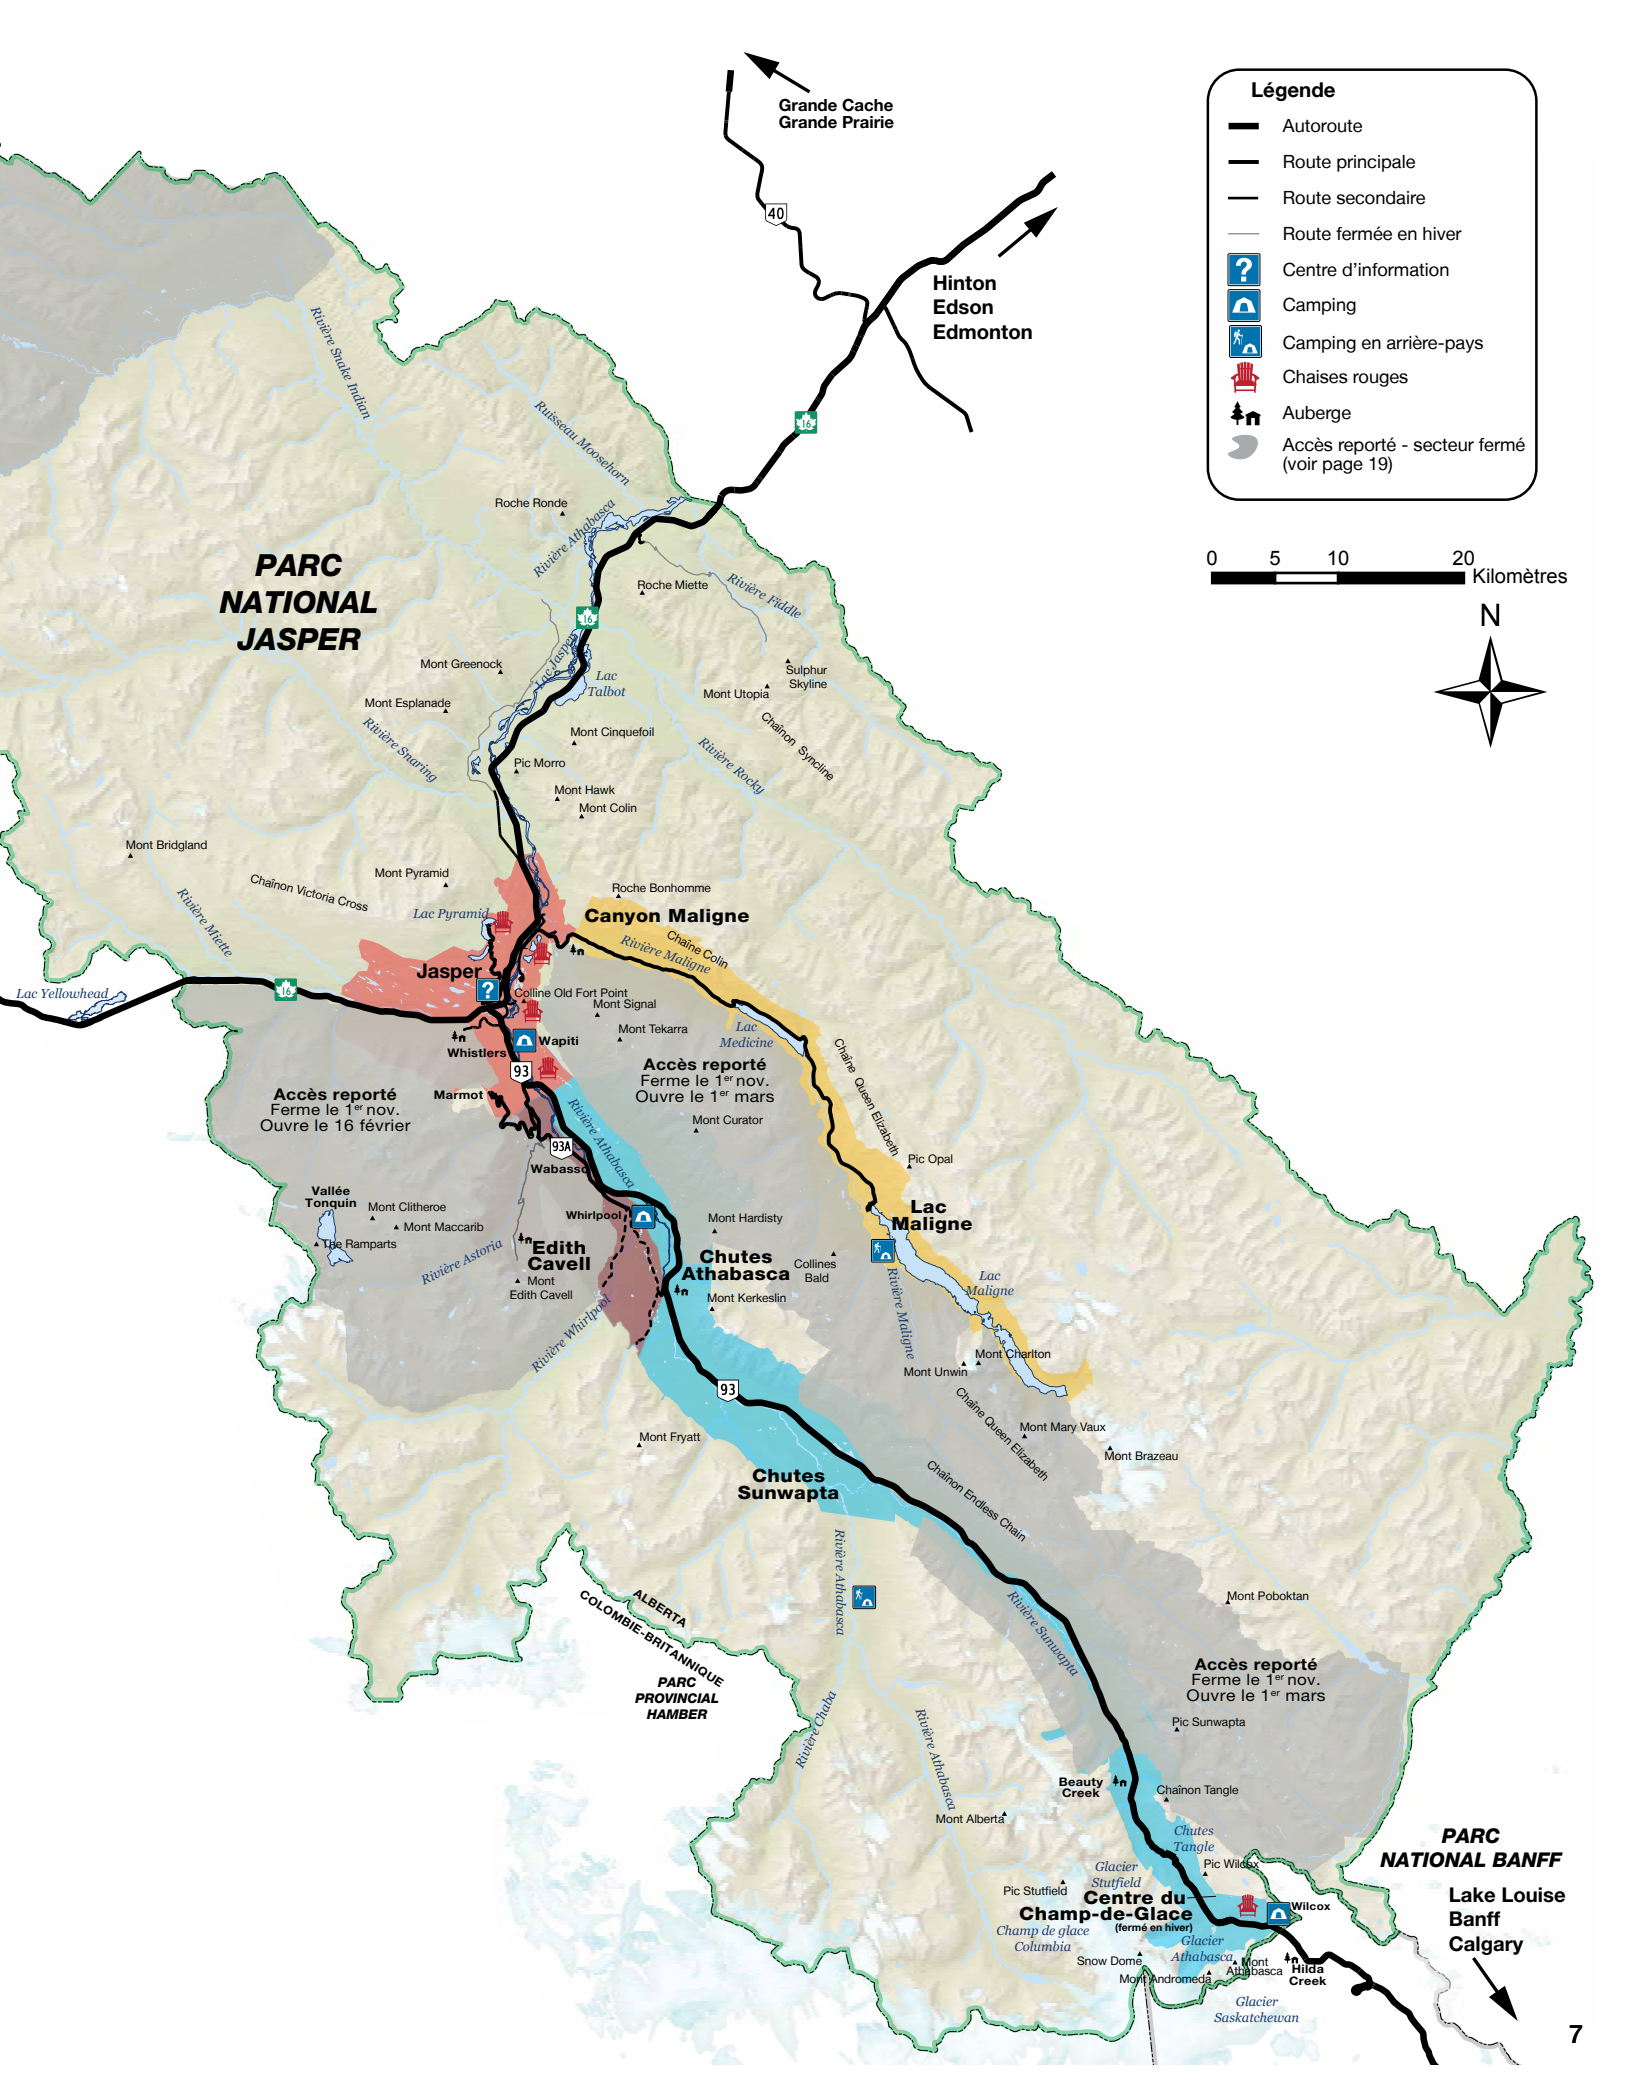 Grande Cache
Grande Prairie
40
Hinton
Edson
Edmonton
16
Légende
Autoroute
Route principale
Route secondaire
Route fermée en hiver
?
Centre d'information
Camping
Camping en arrière-pays
Chaises rouges
Auberge
Accès reporté - secteur fermé
(voir page 19)
0
5
10
20
Kilomètres
N
Rivière Snake Indian
Ruisseau Moosehorn
Roche Ronde
Rivière Athabasca
PARC
NATIONAL
JASPER
Roche Miette
Rivière Fiddle
16
Mont Greenock
Lac Jasper
Lac
Talbot
Sulphur
Skyline
Mont Utopia
Mont Esplanade
Chaînon Syncline
Rivière Snaring
Mont Cinquefoil
Rivière Rocky
Pic Morro
Mont Hawk
Mont Colin
Mont Bridgland
Mont Pyramid
Chaînon Victoria Cross
Roche Bonhomme
Rivière Miette
Lac Pyramid
Canyon Maligne
Chaîne Colin
Rivière Maligne
Jasper
?
16
Lac Yellowhead
Colline Old Fort Point
Mont Signal
Mont Tekarra
Lac
Medicine
Whistlers
Wapiti
93
Accès reporté
Ferme le 1er nov.
Ouvre le 1er mars
Chaîne Queen Elizabeth
Accès reporté
Ferme le 1er nov.
Ouvre le 16 février
Marmot
Rivière Athabasca
Mont Curator
93A
Wabasso
Pic Opal
Vallée
Tonquin
Mont Clitheroe
Mont Maccarib
The Ramparts
Rivière Astoria
Whirlpool
Mont Hardisty
Lac
Maligne
Edith
Cavell
Mont
Edith Cavell
Chutes
Athabasca
Collines
Bald
Mont Kerkeslin
Rivière Whirlpool
Rivière Maligne
Lac
Maligne
Mont Charlton
Mont Unwin
93
Chaîne Queen Elizabeth
Mont Mary Vaux
Mont Brazeau
Mont Fryatt
Chutes
Sunwapta
Chaînon Endless Chain
Rivière Athabasca
ALBERTA
COLOMBIE-BRITANNIQUE
PARC
PROVINCIAL
HAMBER
Rivière Sunwapta
Mont Poboktan
Accès reporté
Ferme le 1er nov.
Ouvre le 1er mars
Pic Sunwapta
Rivière Chaba
Rivière Athabasca
Beauty
Creek
Chaînon Tangle
Mont Alberta
Chutes
Tangle
Pic Wilcox
Glacier
Stutfield
Pic Stutfield
Centre du
Champ-de-Glace
(fermé en hiver)
Wilcox
Champ de glace
Columbia
Glacier
Athabasca
Snow Dome
Mont
Athabasca
Mont Andromeda
Hilda
Creek
Glacier
Saskatchewan
PARC
NATIONAL BANFF
Lake Louise
Banff
Calgary
7